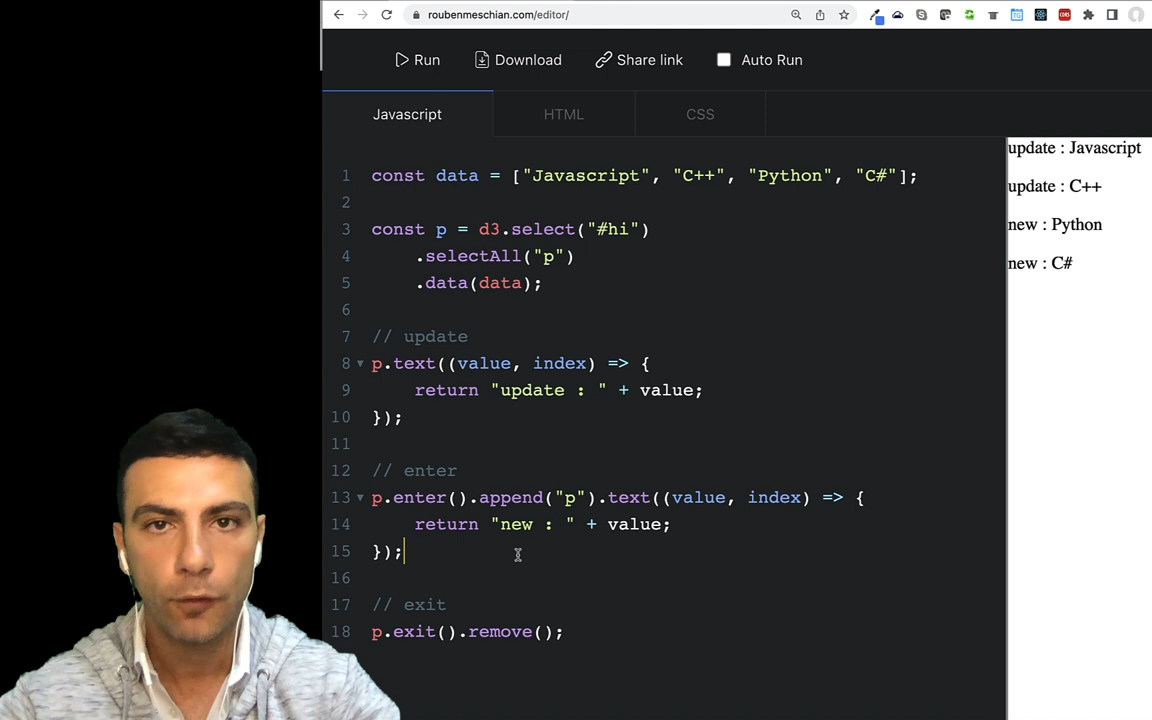 roubenmeschian.com/editor/
Run Download Share link Auto Run
Javascript HTML CSS
1 const data = ["Javascript", "C++", "Python", "C#"];
2
3 const p = d3.select("#hi")
4 .selectAll("p")
5 .data(data);
6
7 // update
8 p.text((value, index) => {
9 return "update : " + value;
10 });
11
12 // enter
13 p.enter().append("p").text((value, index) => {
14 return "new : " + value;
15 });
16
17 // exit
18 p.exit().remove();
update : Javascript
update : C++
new : Python
new : C#